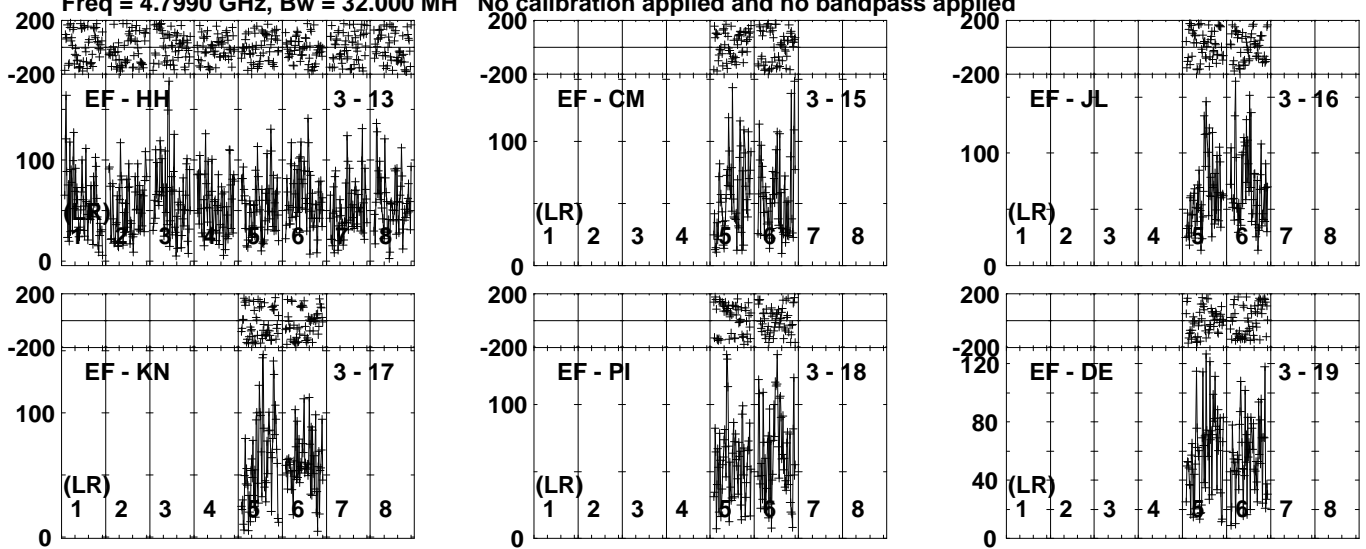 Freq = 4.7990 GHz, Bw = 32.000 MH No calibration applied and no bandpass applied
200
-200
EF - HH 3 - 13
100
(LR)
1 2 3 4 5 6 7 8
0
200
-200
EF - CM 3 - 15
100
(LR)
1 2 3 4 5 6 7 8
0
200
-200
EF - JL 3 - 16
100
(LR)
1 2 3 4 5 6 7 8
0
200
-200
EF - KN 3 - 17
100
(LR)
1 2 3 4 5 6 7 8
0
200
-200
EF - PI 3 - 18
100
(LR)
1 2 3 4 5 6 7 8
0
200
-200
120
EF - DE 3 - 19
80
40
(LR)
1 2 3 4 5 6 7 8
0